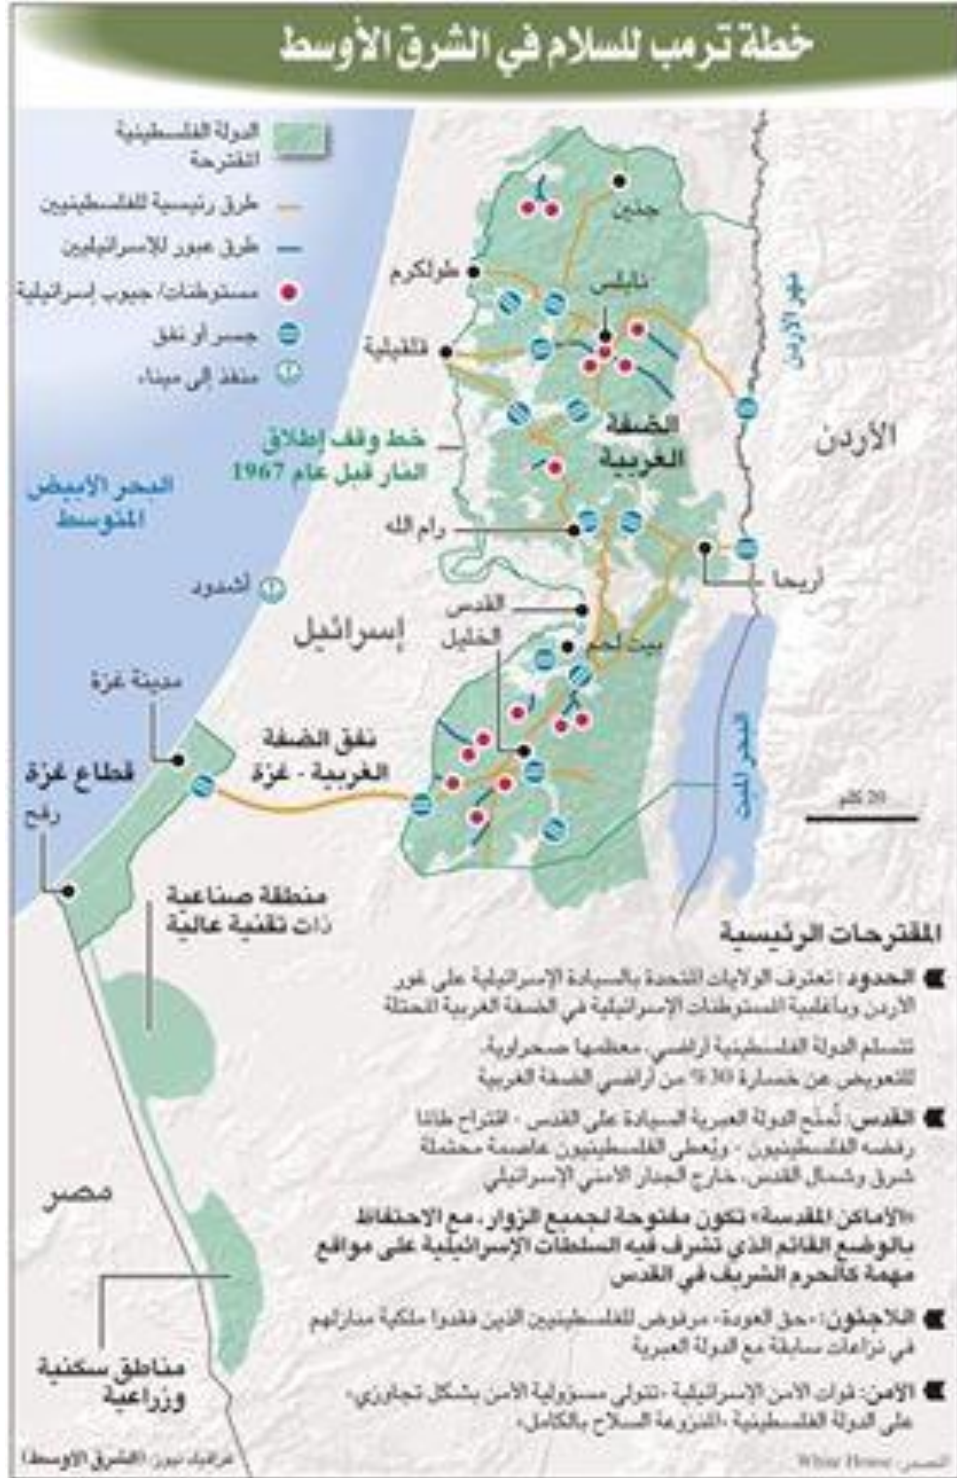 خطة ترمب للسلام في الشرق الأوسط
الدولة الفلسطينية
المقترحة
طرق رئيسية للفلسطينيين
طرق عبور للإسرائيليين
مستوطنات/ جيوب إسرائيلية
جسر أو نفق
منفذ إلى ميناء
جنين
طولكرم
نابلس
قلقيلية
نهر الأردن
خط وقف إطلاق
النار قبل عام 1967
الضفة
الغربية
الأردن
البحر الابيض
المتوسط
رام الله
أريحا
أشدود
القدس
إسرائيل
الخليل
بيت لحم
مدينة غزة
نفق الضفة
الغربية - غزة
قطاع غزة
البحر الميت
20 كلم
رفح
منطقة صناعية
ذات تقنية عالية
المقترحات الرئيسية
الحدود: تعترف الولايات المتحدة بالسيادة الإسرائيلية على غور
الاردن وبأغلبية المستوطنات الإسرائيلية في الضفة الغربية المحتلة
تتسلم الدولة الفلسطينية أراضي، معظمها صحراوية،
للتعويض عن خسارة 30% من أراضي الضفة الغربية
القدس: تُمنح الدولة العبرية السيادة على القدس - اقتراح طالما
رفضه الفلسطينيون - ويُعطى الفلسطينيون عاصمة محتملة
شرق وشمال القدس، خارج الجدار الأمني الإسرائيلي
مصر
«الأماكن المقدسة» تكون مفتوحة لجميع الزوار، مع الاحتفاظ
بالوضع القائم الذي تشرف فيه السلطات الإسرائيلية على مواقع
مهمة كالحرم الشريف في القدس
اللاجئون: «حق العودة» مرفوض للفلسطينيين الذين فقدوا ملكية منازلهم
في نزاعات سابقة مع الدولة العبرية
مناطق سكنية
وزراعية
الأمن: قوات الأمن الإسرائيلية «تتولى مسؤولية الأمن بشكل تجاوزي»
على الدولة الفلسطينية «المنزوعة السلاح بالكامل»
المصدر: White House
غرافيك نيوز: (الشرق الاوسط)